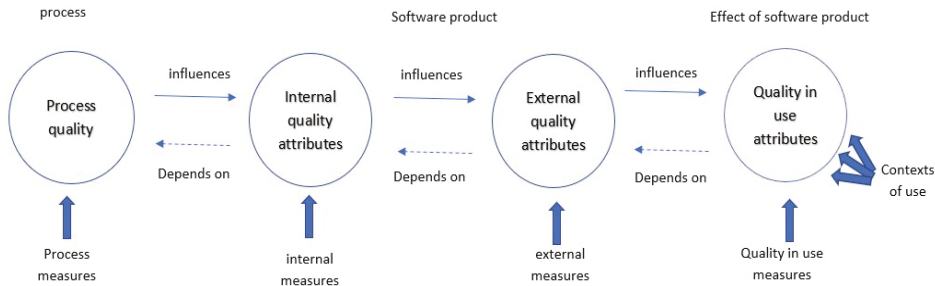 process
Software product
Effect of software product
Process
quality
influences
Depends on
Internal
quality
attributes
influences
Depends on
External
quality
attributes
influences
Depends on
Quality in
use
attributes
Contexts
of use
Process
measures
internal
measures
external
measures
Quality in use
measures